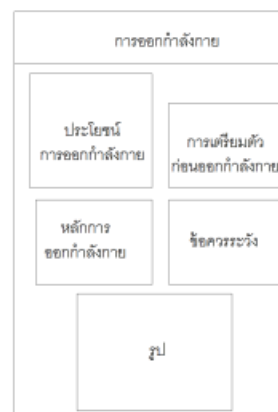 การออกกำลังกาย
ประโยชน์
การออกกำลังกาย
การเตรียมตัว
ก่อนออกกำลังกาย
หลักการ
ออกกำลังกาย
ข้อควรระวัง
รูป